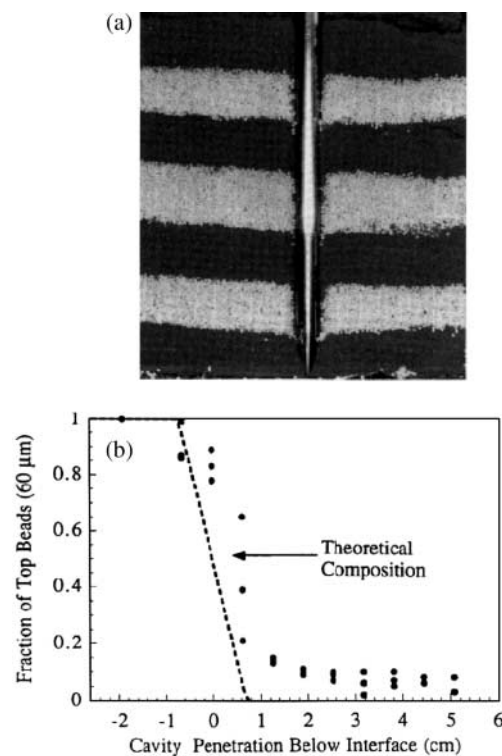 (a)
(b)
Fraction of Top Beads (60 μm)
1
0.8
0.6
0.4
0.2
0
Theoretical
Composition
-2 -1 0 1 2 3 4 5 6
Cavity Penetration Below Interface (cm)